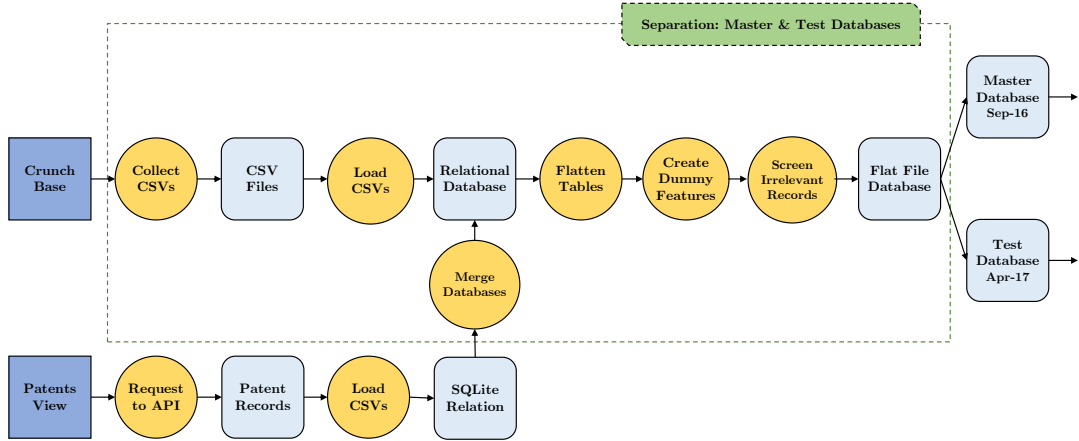 Separation: Master & Test Databases
Master
Database
Sep-16
Crunch
Base
Collect
CSVs
CSV
Files
Load
CSVs
Relational
Database
Flatten
Tables
Create
Dummy
Features
Screen
Irrelevant
Records
Flat File
Database
Test
Database
Apr-17
Merge
Databases
Patents
View
Request
to API
Patent
Records
Load
CSVs
SQLite
Relation